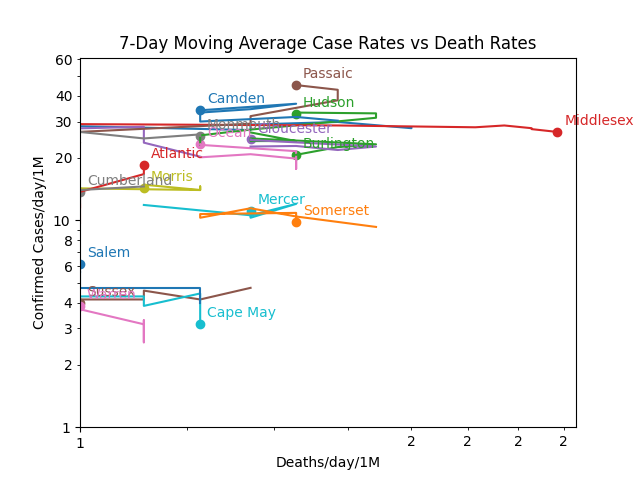 7-Day Moving Average Case Rates vs Death Rates
60
Passaic
40
Camden
Hudson
30
Middlesex
Monmouth
Ocean
Gloucester
Burlington
20
Atlantic
Morris
Cumberland
Mercer
Somerset
10
8
Salem
6
Sussex
4
Cape May
3
2
1
1
2
2
2
2
Confirmed Cases/day/1M
Deaths/day/1M